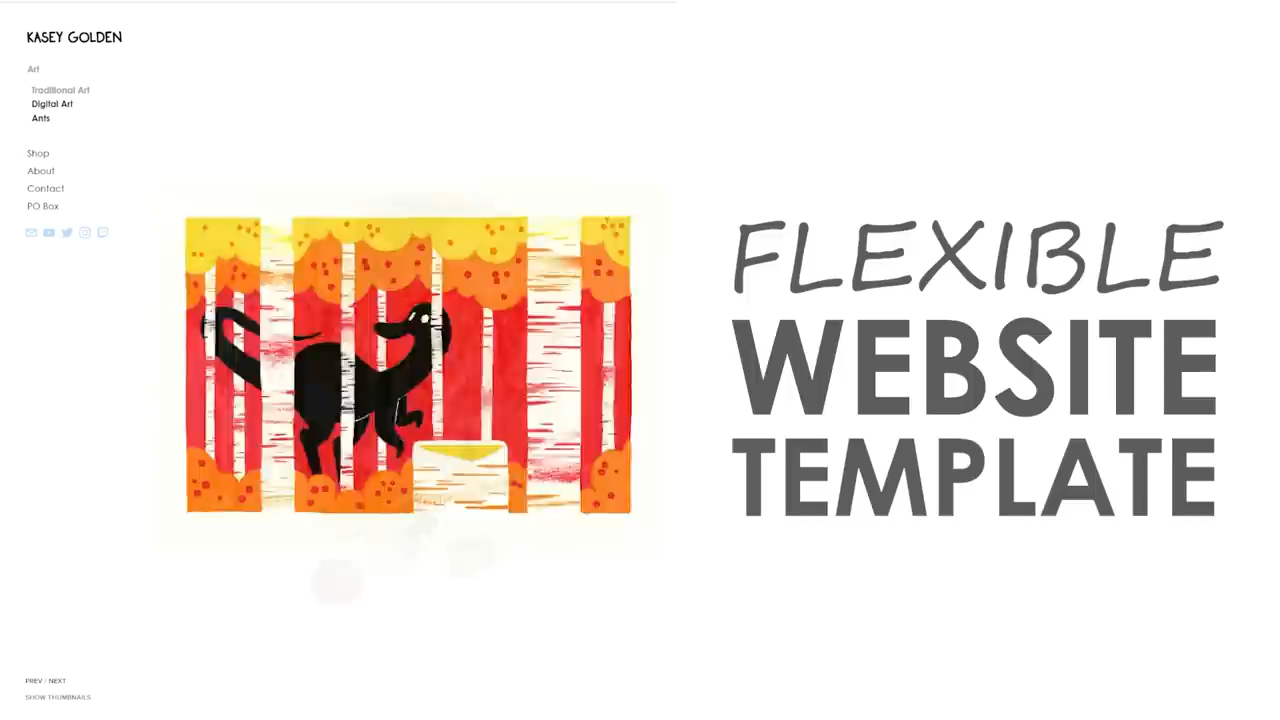 KASEY GOLDEN
Art
Traditional Art
Digital Art
Ants
Shop
About
Contact
PO Box
PREV / NEXT
SHOW THUMBNAILS
FLEXIBLE
WEBSITE
TEMPLATE